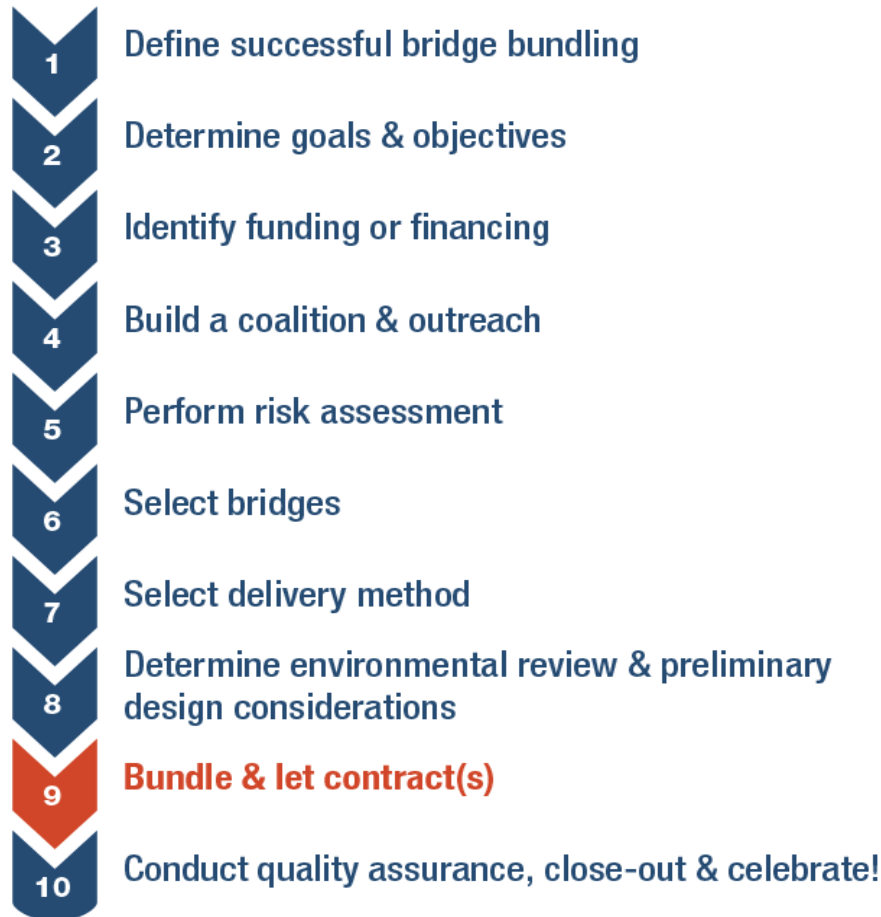 1
Define successful bridge bundling
2
Determine goals & objectives
3
Identify funding or financing
4
Build a coalition & outreach
5
Perform risk assessment
6
Select bridges
7
Select delivery method
8
Determine environmental review & preliminary
design considerations
9
Bundle & let contract(s)
10
Conduct quality assurance, close-out & celebrate!